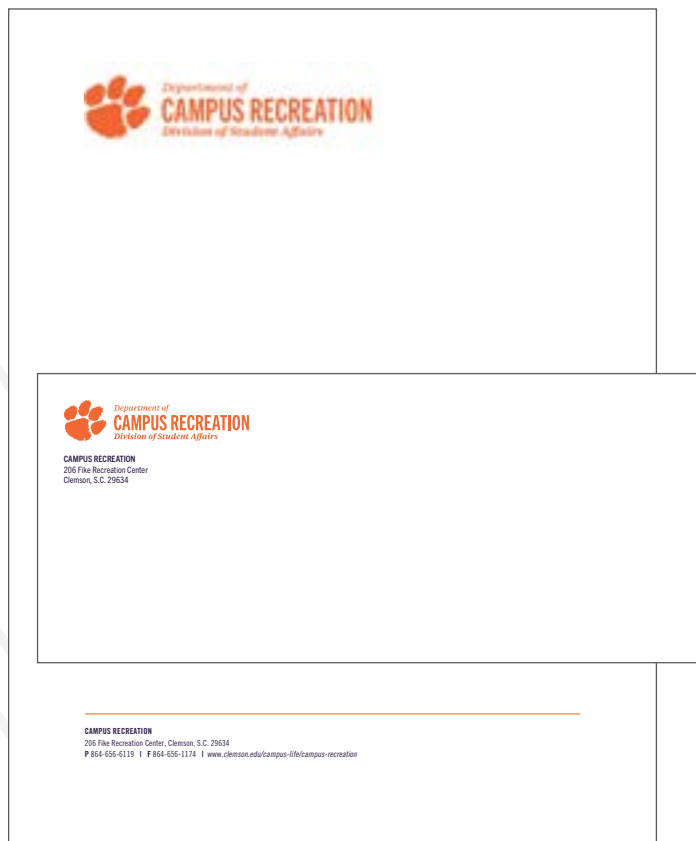 Department of
CAMPUS RECREATION
Division of Student Affairs
Department of
CAMPUS RECREATION
Division of Student Affairs
CAMPUS RECREATION
206 Fike Recreation Center
Clemson, S.C. 29634
CAMPUS RECREATION
206 Fike Recreation Center, Clemson, S.C. 29634
P 864-656-6119 I F 864-656-1174 I www.clemson.edu/campus-life/campus-recreation